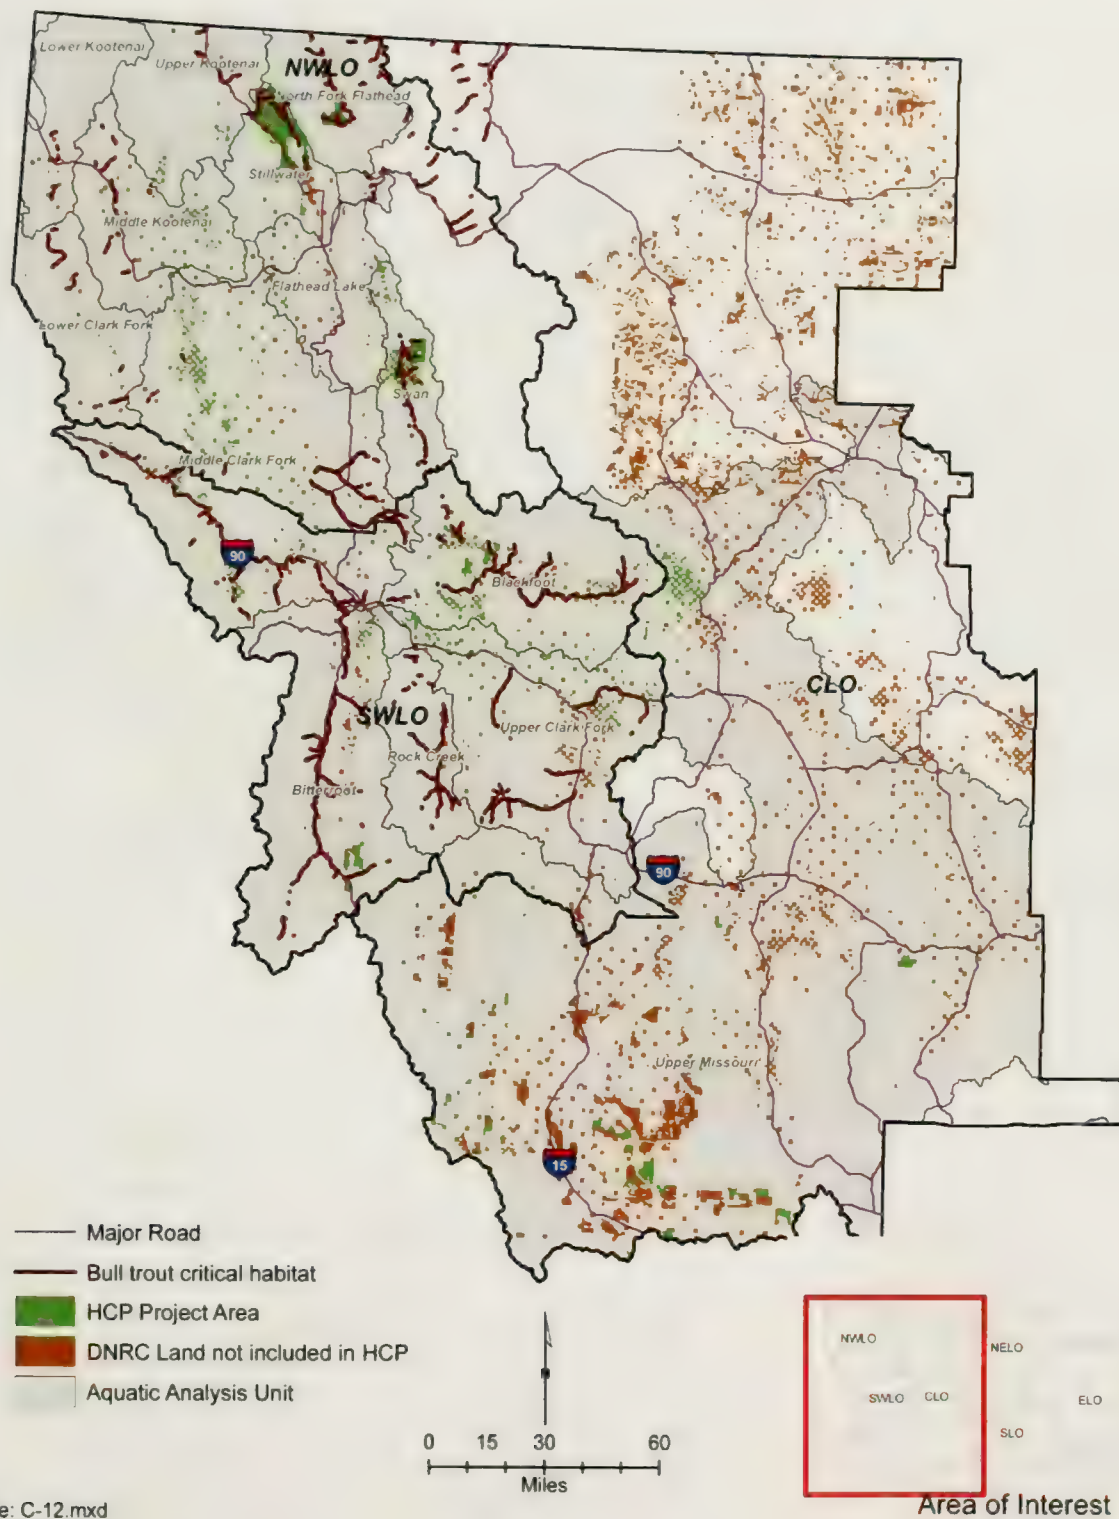 Lower Kootenai
Upper Kootenai
NWLO
North Fork Flathead
Stillwater
Middle Kootenai
Flathead Lake
Lower Clark Fork
Swan
Middle Clark Fork
90
Blackfoot
CLO
SWLO
Upper Clark Fork
Rock Creek
Bitterroot
90
Upper Missouri
15
Major Road
Bull trout critical habitat
HCP Project Area
DNRC Land not included in HCP
Aquatic Analysis Unit
0 15 30 60
Miles
NWLO
NELO
SWLO CLO
ELO
SLO
Area of Interest
e: C-12.mxd